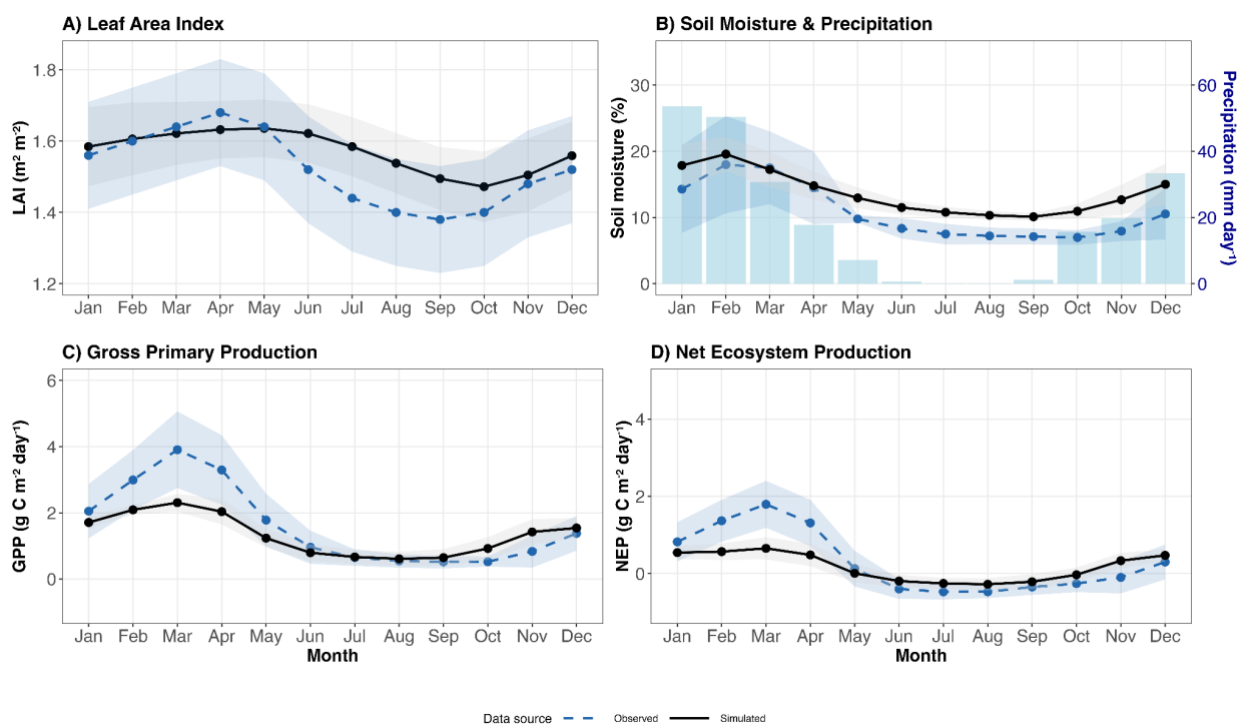 A) Leaf Area Index
LAI (m² m²)
1.8
1.6
1.4
1.2
Jan Feb Mar Apr May Jun Jul Aug Sep Oct Nov Dec
B) Soil Moisture & Precipitation
Soil moisture (%)
30
20
10
0
Precipitation (mm day⁻¹)
60
40
20
0
Jan Feb Mar Apr May Jun Jul Aug Sep Oct Nov Dec
C) Gross Primary Production
GPP (g C m⁻² day⁻¹)
6
4
2
0
Jan Feb Mar Apr May Jun Jul Aug Sep Oct Nov Dec
Month
D) Net Ecosystem Production
NEP (g C m⁻² day⁻¹)
4
2
0
Jan Feb Mar Apr May Jun Jul Aug Sep Oct Nov Dec
Month
Data source Observed Simulated